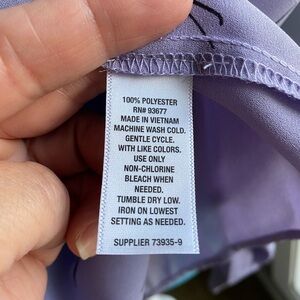 100% POLYESTER
RN# 93677
MADE IN VIETNAM
MACHINE WASH COLD.
GENTLE CYCLE.
WITH LIKE COLORS.
USE ONLY
NON-CHLORINE
BLEACH WHEN
NEEDED.
TUMBLE DRY LOW.
IRON ON LOWEST
SETTING AS NEEDED.
SUPPLIER 73935-9